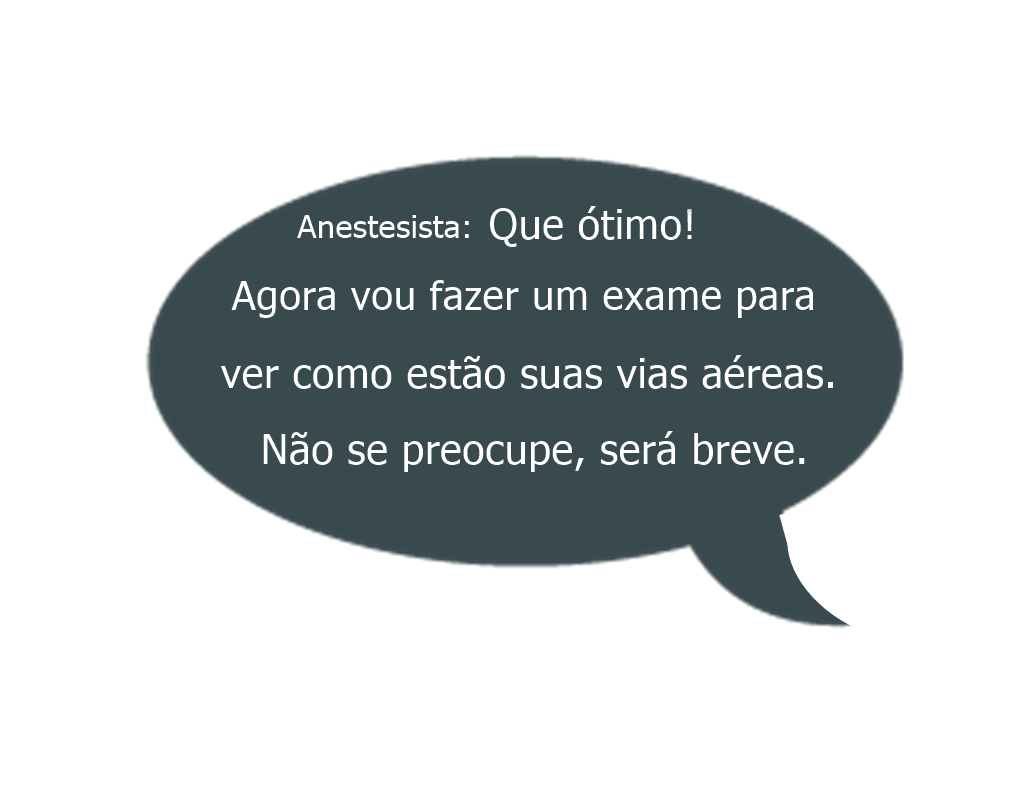 Anestesista: Que ótimo!
Agora vou fazer um exame para
ver como estão suas vias aéreas.
Não se preocupe, será breve.